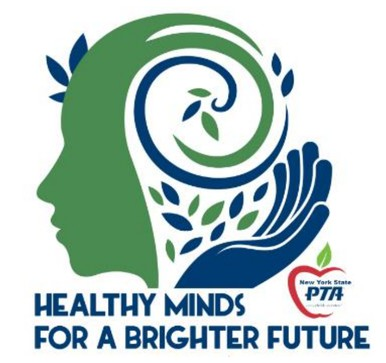 New York State
PTA
HEALTHY MINDS
FOR A BRIGHTER FUTURE